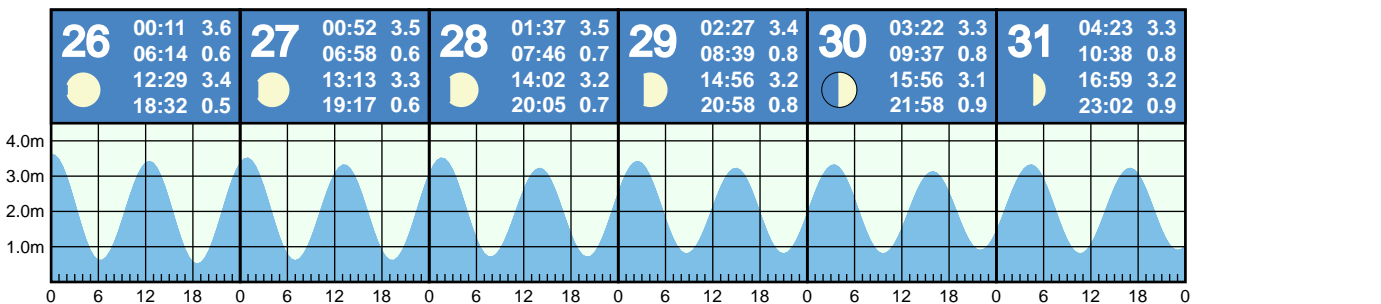 26 00:11 3.6 27 00:52 3.5 28 01:37 3.5 29 02:27 3.4 30 03:22 3.3 31 04:23 3.3
06:14 0.6 06:58 0.6 07:46 0.7 08:39 0.8 09:37 0.8 10:38 0.8
12:29 3.4 13:13 3.3 14:02 3.2 14:56 3.2 15:56 3.1 16:59 3.2
18:32 0.5 19:17 0.6 20:05 0.7 20:58 0.8 21:58 0.9 23:02 0.9
4.0m
3.0m
2.0m
1.0m
0 6 12 18 0 6 12 18 0 6 12 18 0 6 12 18 0 6 12 18 0 6 12 18 0